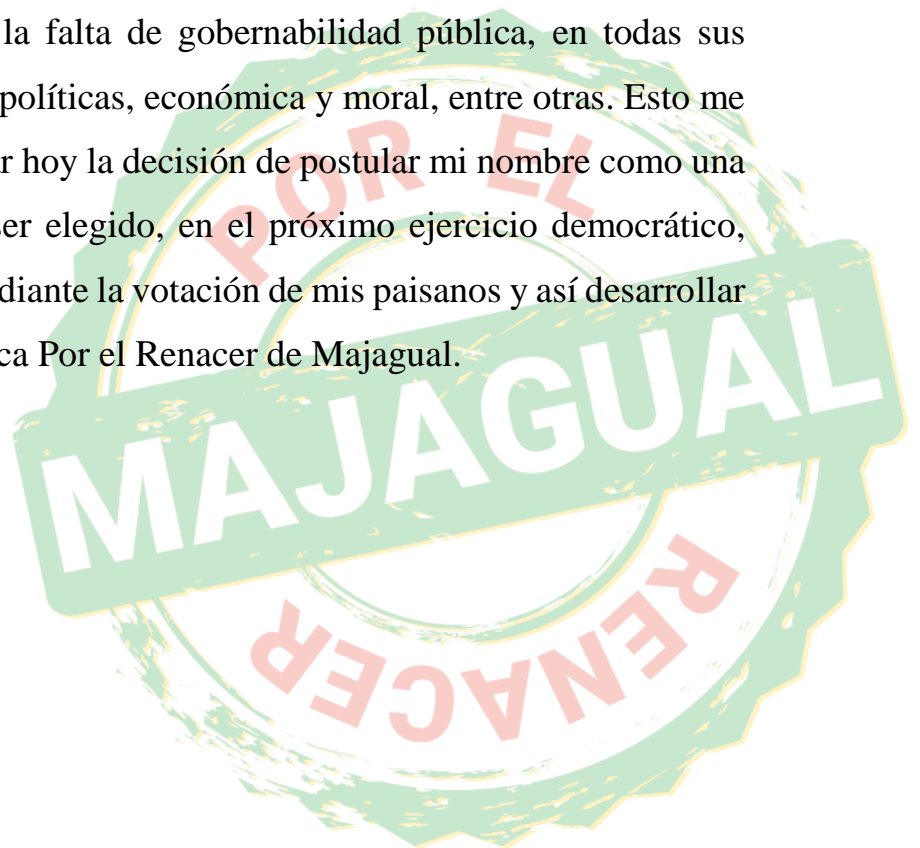 la falta de gobernabilidad pública, en todas sus
políticas, económica y moral, entre otras. Esto me
r hoy la decisión de postular mi nombre como una
ser elegido, en el próximo ejercicio democrático,
diante la votación de mis paisanos y así desarrollar
ca Por el Renacer de Majagual.
POR EL
MAJAGUAL
RENACER